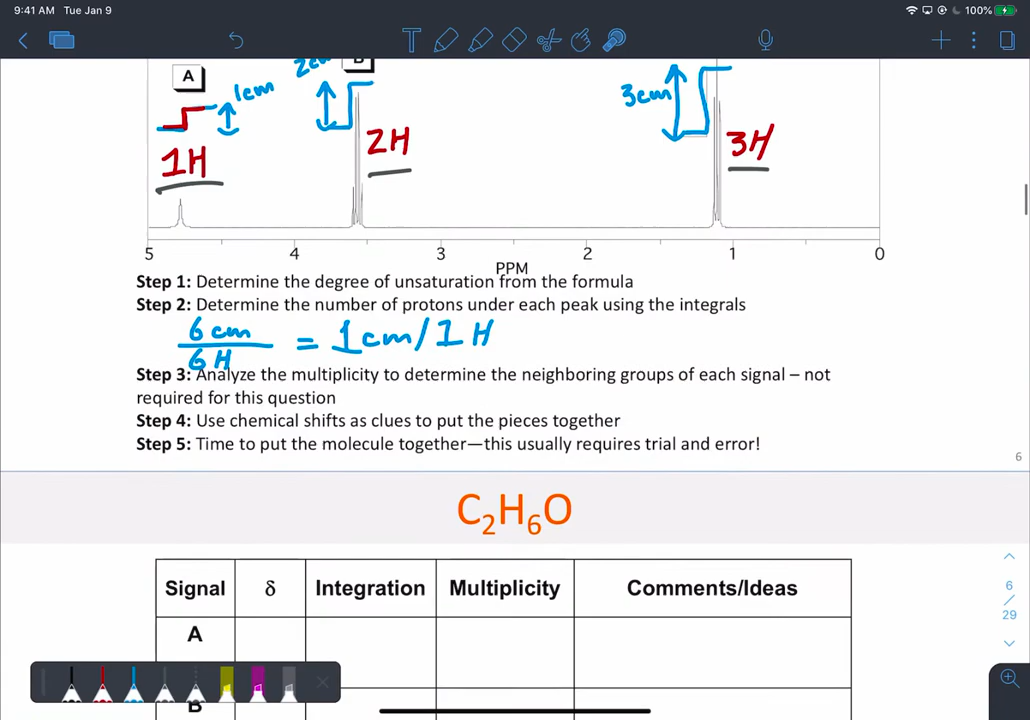 9:41 AM Tue Jan 9
100%
A
1cm
3cm
1H
2H
3H
5
4
3
2
1
0
PPM
Step 1: Determine the degree of unsaturation from the formula
Step 2: Determine the number of protons under each peak using the integrals
6 cm
6 H
= 1cm/1H
Step 3: Analyze the multiplicity to determine the neighboring groups of each signal – not
required for this question
Step 4: Use chemical shifts as clues to put the pieces together
Step 5: Time to put the molecule together—this usually requires trial and error!
6
C₂H₆O
Signal δ Integration Multiplicity Comments/Ideas
A
6
/
29